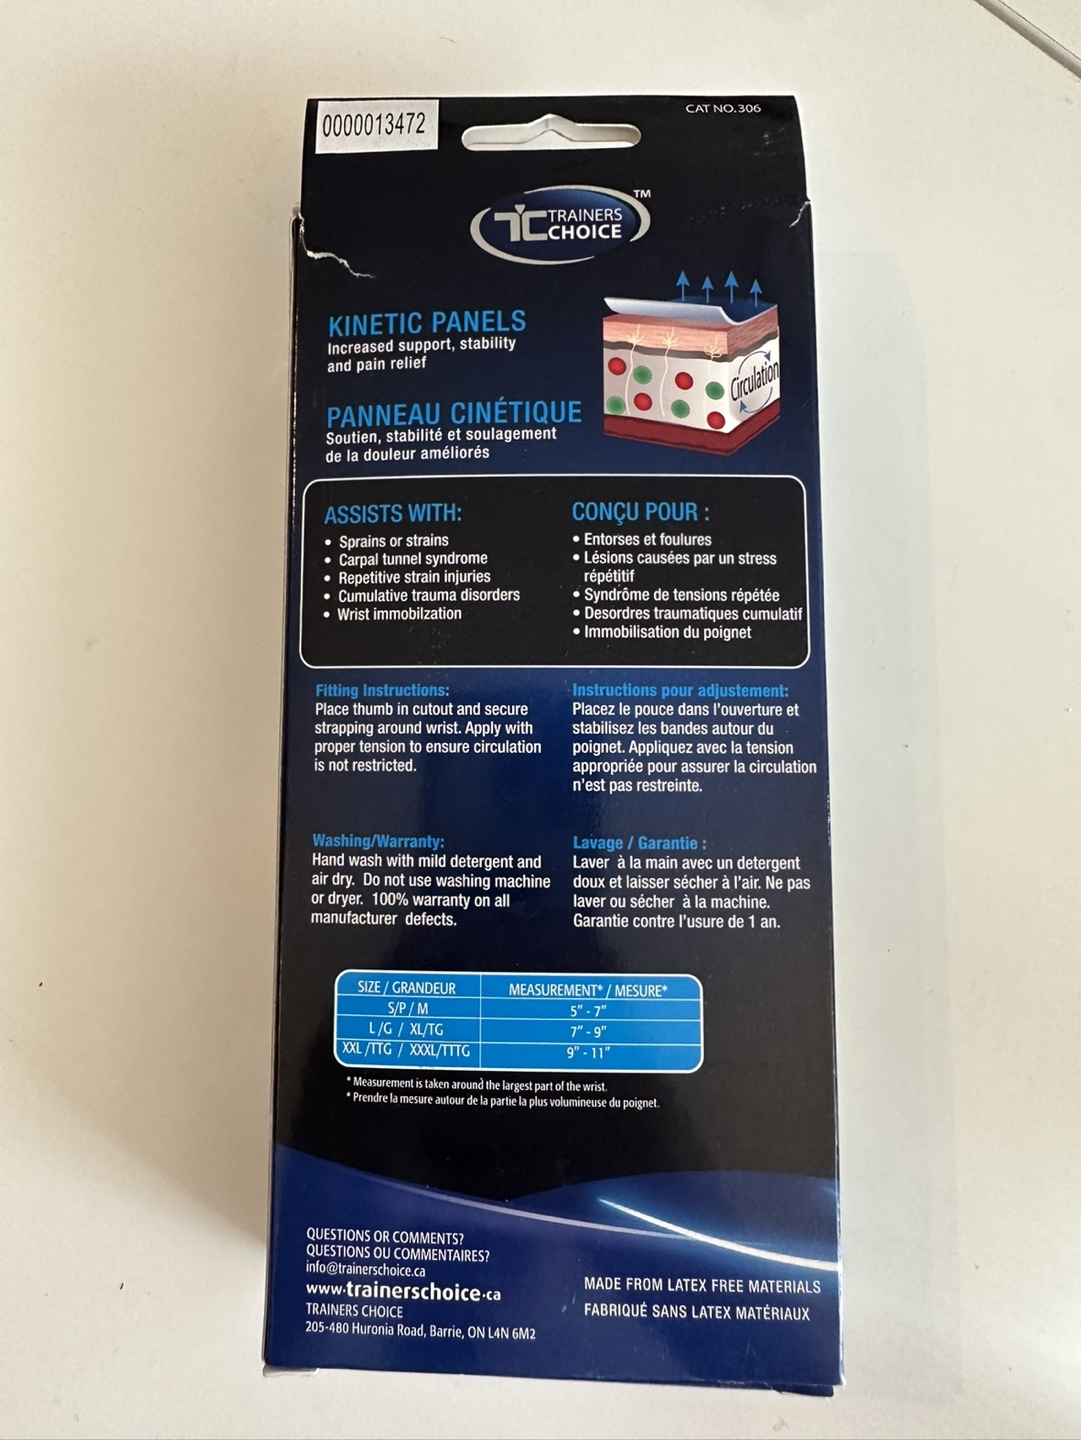 0000013472
CAT NO.306
TC TRAINERS
CHOICE
TM
KINETIC PANELS
Increased support, stability
and pain relief
Circulation
PANNEAU CINÉTIQUE
Soutien, stabilité et soulagement
de la douleur améliorés
ASSISTS WITH:
• Sprains or strains
• Carpal tunnel syndrome
• Repetitive strain injuries
• Cumulative trauma disorders
• Wrist immobilzation
CONÇU POUR :
• Entorses et foulures
• Lésions causées par un stress
répétitif
• Syndrôme de tensions répétée
• Desordres traumatiques cumulatif
• Immobilisation du poignet
Fitting Instructions:
Place thumb in cutout and secure
strapping around wrist. Apply with
proper tension to ensure circulation
is not restricted.
Instructions pour adjustement:
Placez le pouce dans l'ouverture et
stabilisez les bandes autour du
poignet. Appliquez avec la tension
appropriée pour assurer la circulation
n'est pas restreinte.
Washing/Warranty:
Hand wash with mild detergent and
air dry. Do not use washing machine
or dryer. 100% warranty on all
manufacturer defects.
Lavage / Garantie :
Laver à la main avec un detergent
doux et laisser sécher à l'air. Ne pas
laver ou sécher à la machine.
Garantie contre l'usure de 1 an.
SIZE / GRANDEUR MEASUREMENT* / MESURE*
S/P / M 5" - 7"
L/G / XL/TG 7" - 9"
XXL /TTG / XXXL/TTTG 9" - 11"
* Measurement is taken around the largest part of the wrist.
* Prendre la mesure autour de la partie la plus volumineuse du poignet.
QUESTIONS OR COMMENTS?
QUESTIONS OU COMMENTAIRES?
info@trainerschoice.ca
www.trainerschoice.ca
TRAINERS CHOICE
205-480 Huronia Road, Barrie, ON L4N 6M2
MADE FROM LATEX FREE MATERIALS
FABRIQUÉ SANS LATEX MATÉRIAUX